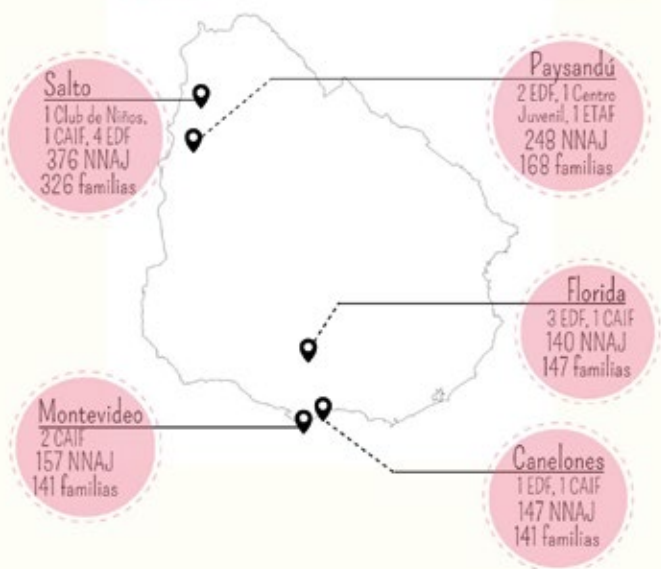 Salto
1 Club de Niños,
1 CAIF, 4 EDF
376 NNAJ
326 familias
Paysandú
2 EDF, 1 Centro
Juvenil, 1 ETAF
248 NNAJ
168 familias
Florida
3 EDF, 1 CAIF
140 NNAJ
147 familias
Montevideo
2 CAIF
157 NNAJ
141 familias
Canelones
1 EDF, 1 CAIF
147 NNAJ
141 familias